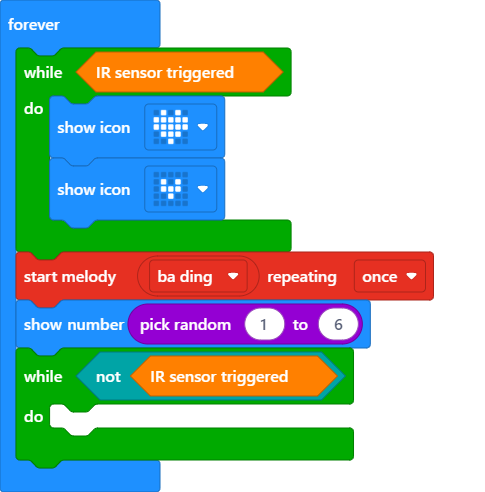 forever
while IR sensor triggered
do
show icon
show icon
start melody ba ding repeating once
show number pick random 1 to 6
while not IR sensor triggered
do